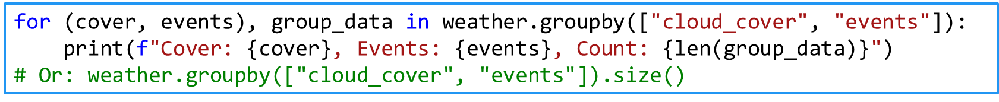 for (cover, events), group_data in weather.groupby(["cloud_cover", "events"]):
    print(f"Cover: {cover}, Events: {events}, Count: {len(group_data)}")
# Or: weather.groupby(["cloud_cover", "events"]).size()